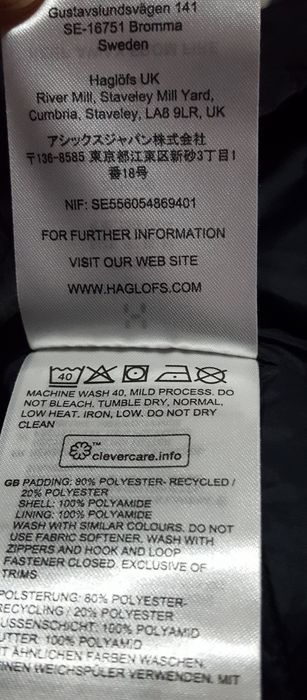 Gustavslundsvägen 141
SE-16751 Bromma
Sweden
Haglöfs UK
River Mill, Staveley Mill Yard,
Cumbria, Staveley, LA8 9LR, UK
アシックスジャパン株式会社
〒136-8585 東京都江東区新砂3丁目1
番18号
NIF: SE556054869401
FOR FURTHER INFORMATION
VISIT OUR WEB SITE
WWW.HAGLOFS.COM
40
MACHINE WASH 40, MILD PROCESS. DO
NOT BLEACH. TUMBLE DRY, NORMAL,
LOW HEAT. IRON, LOW. DO NOT DRY
CLEAN
clevercare.info™
GB PADDING: 80% POLYESTER- RECYCLED /
20% POLYESTER
SHELL: 100% POLYAMIDE
LINING: 100% POLYAMIDE
WASH WITH SIMILAR COLOURS. DO NOT
USE FABRIC SOFTENER. WASH WITH
ZIPPERS AND HOOK AND LOOP
FASTENER CLOSED. EXCLUSIVE OF
TRIMS
POLSTERUNG: 80% POLYESTER-
RECYCLING / 20% POLYESTER
USSENSCHICHT: 100% POLYAMID
UTTER: 100% POLYAMID
T ÄHNLICHEN FARBEN WASCHEN.
INEN WEICHSPÜLER VERWENDEN. MIT